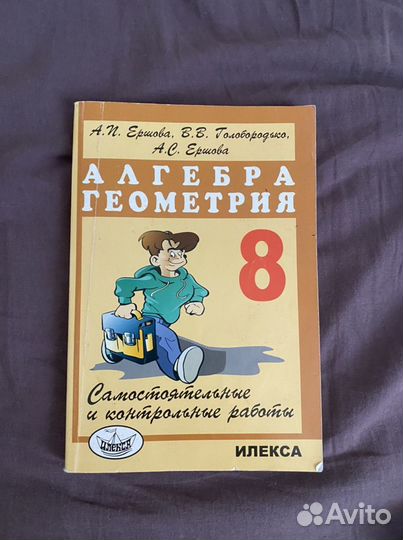 А.П. Ершова, В.В. Голобородько,
А.С. Ершова
АЛГЕБРА
ГЕОМЕТРИЯ
8
Самостоятельные
и контрольные работы
ИЛЕКСА
ИЛЕКСА
Avito